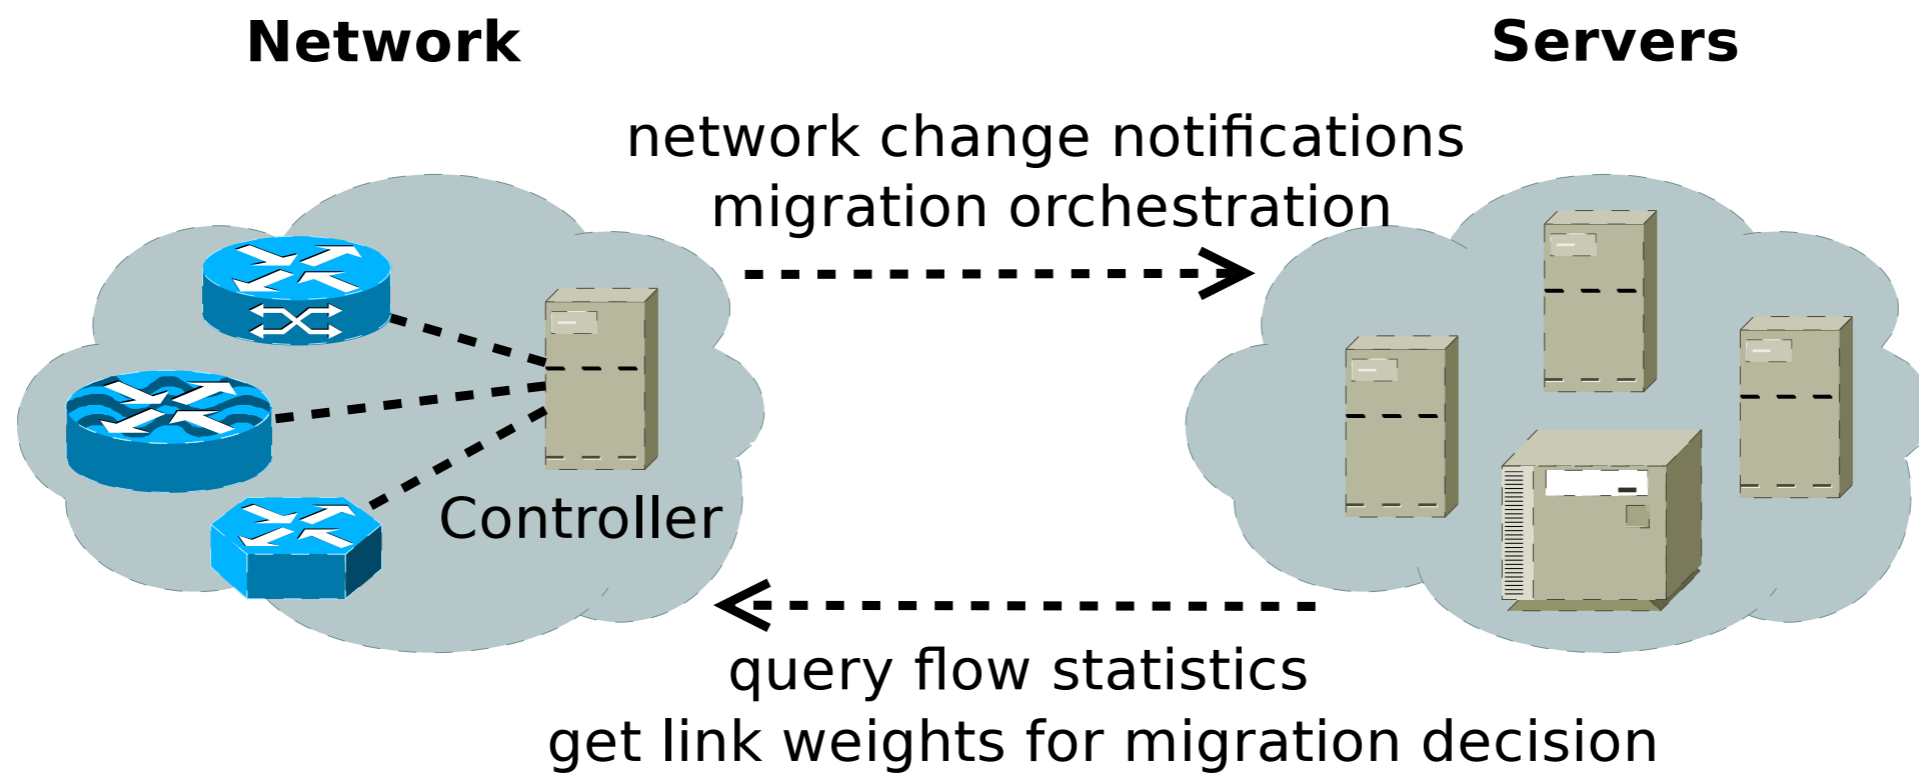 Network
Servers
network change notifications
migration orchestration
Controller
query flow statistics
get link weights for migration decision